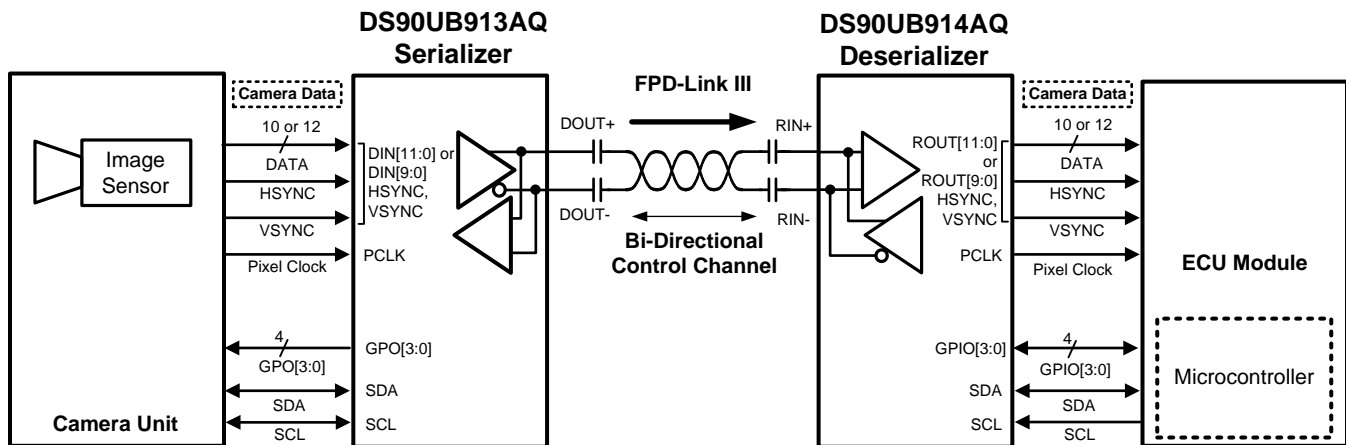 DS90UB913AQ
Serializer
DS90UB914AQ
Deserializer
FPD-Link III
Camera Data
10 or 12
DATA
HSYNC
VSYNC
Pixel Clock
4
GPO[3:0]
SDA
SCL
Image
Sensor
Camera Unit
DIN[11:0] or
DIN[9:0]
HSYNC,
VSYNC
PCLK
GPO[3:0]
SDA
SCL
DOUT+
DOUT-
Bi-Directional
Control Channel
RIN+
RIN-
ROUT[11:0]
or
ROUT[9:0]
HSYNC,
VSYNC
PCLK
GPIO[3:0]
SDA
SCL
Camera Data
10 or 12
DATA
HSYNC
VSYNC
Pixel Clock
4
GPIO[3:0]
SDA
SCL
ECU Module
Microcontroller